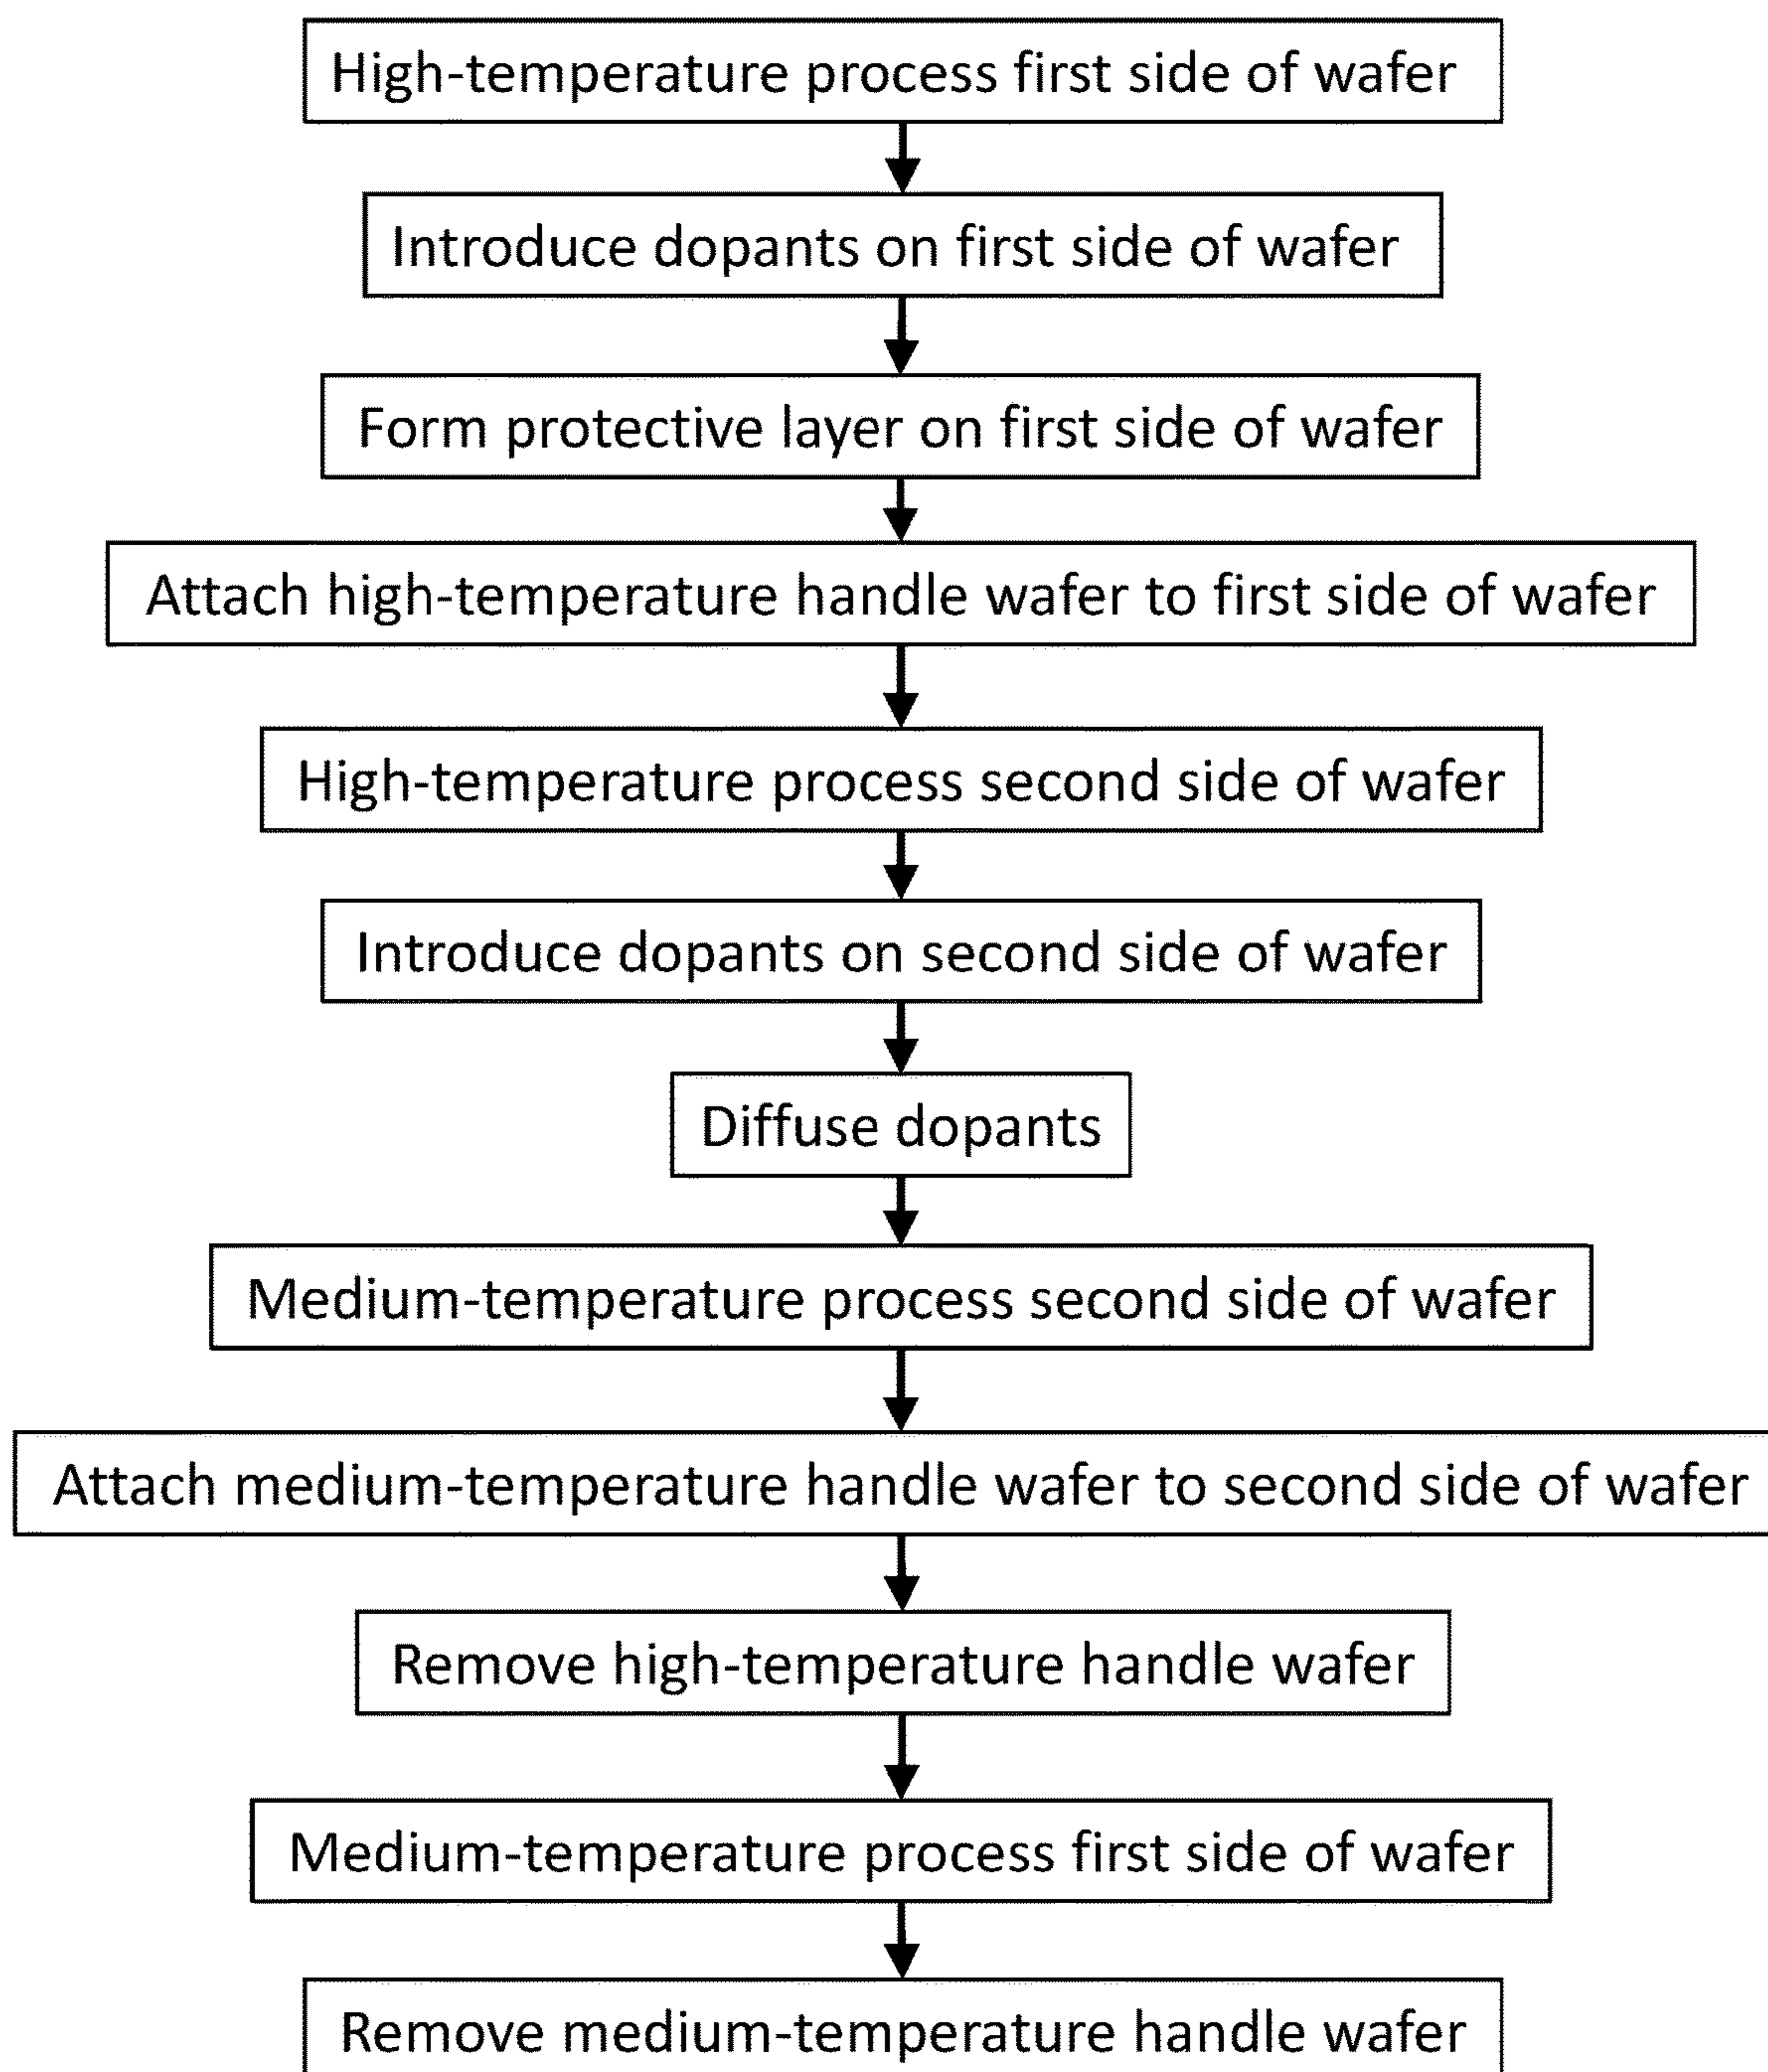 High-temperature process first side of wafer
Introduce dopants on first side of wafer
Form protective layer on first side of wafer
Attach high-temperature handle wafer to first side of wafer
High-temperature process second side of wafer
Introduce dopants on second side of wafer
Diffuse dopants
Medium-temperature process second side of wafer
Attach medium-temperature handle wafer to second side of wafer
Remove high-temperature handle wafer
Medium-temperature process first side of wafer
Remove medium-temperature handle wafer